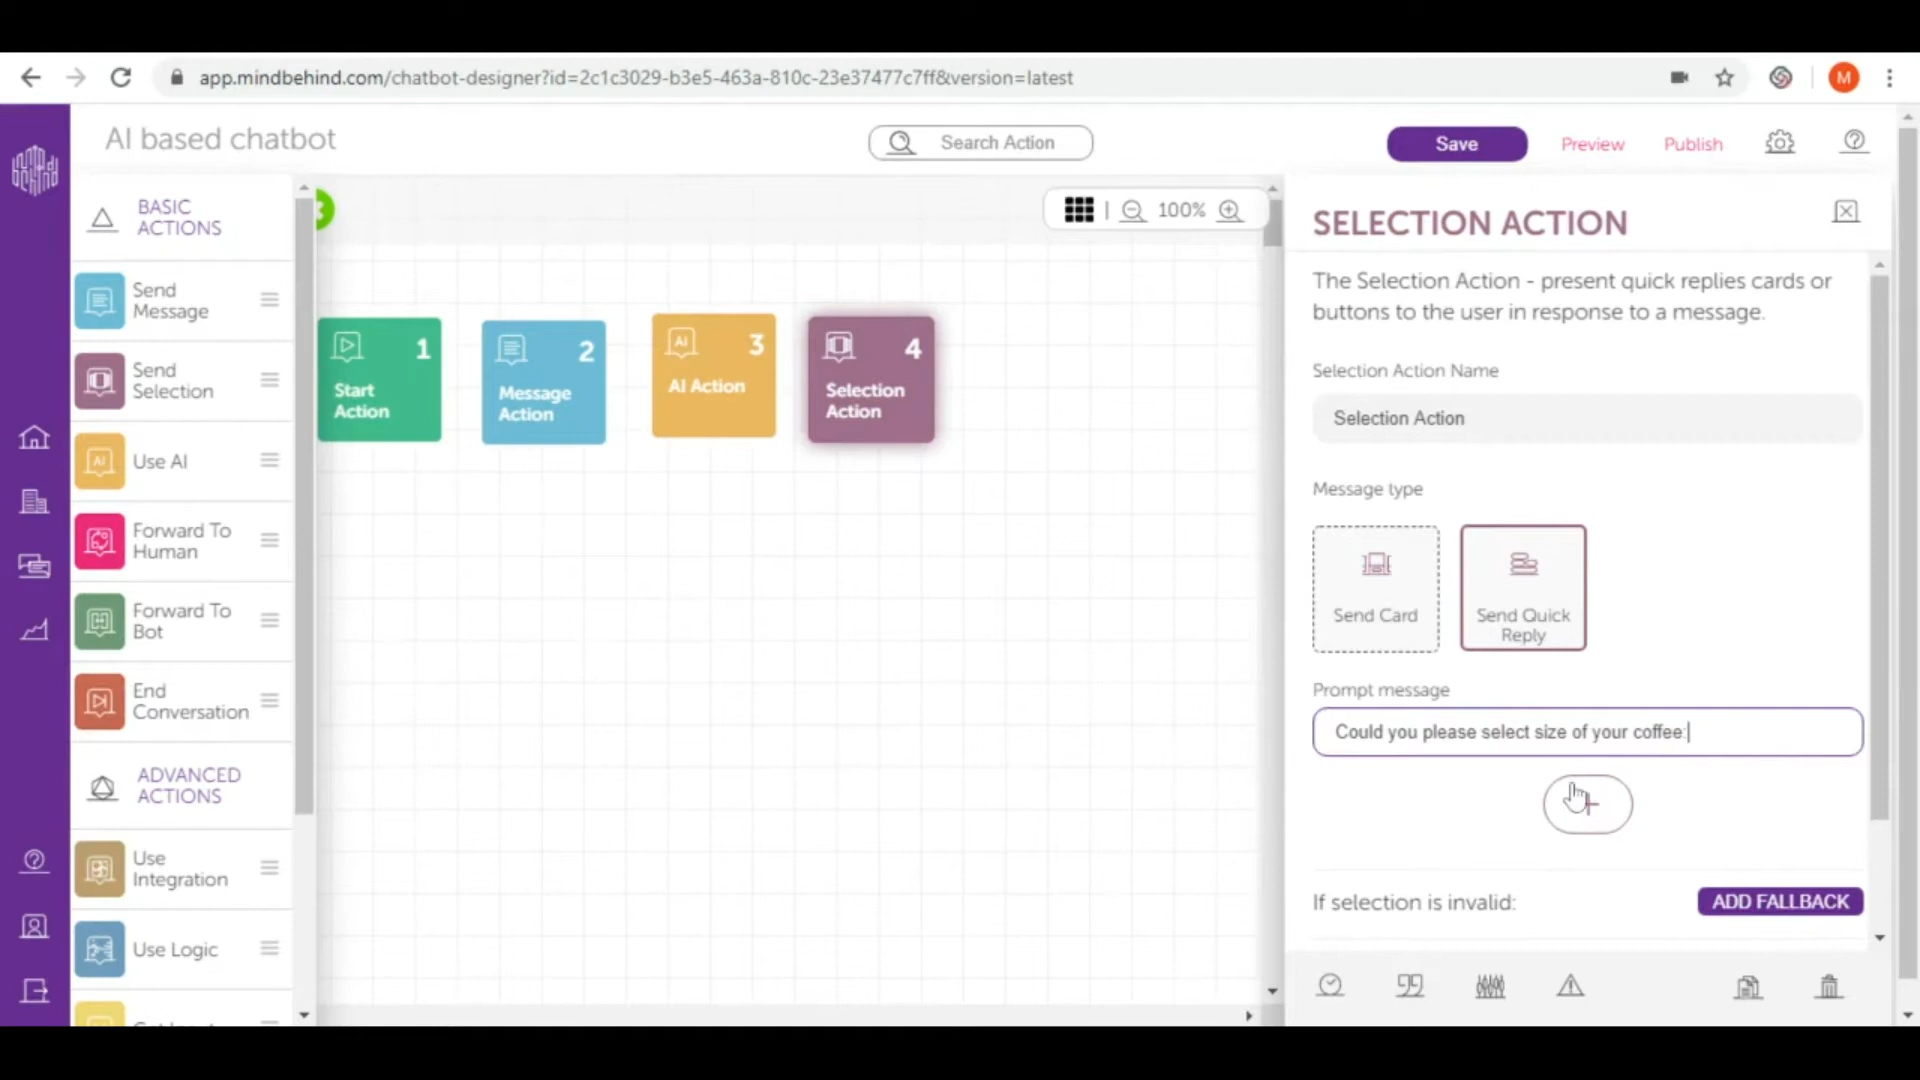 app.mindbehind.com/chatbot-designer?id=2c1c3029-b3e5-463a-810c-23e37477c7ff&version=latest
M
mind
behind
AI based chatbot
Search Action
Save
Preview
Publish
BASIC
ACTIONS
Send
Message
Send
Selection
AI
Use AI
Forward To
Human
Forward To
Bot
End
Conversation
ADVANCED
ACTIONS
Use
Integration
Use Logic
100%
1
Start
Action
2
Message
Action
AI
3
AI Action
4
Selection
Action
SELECTION ACTION
The Selection Action - present quick replies cards or
buttons to the user in response to a message.
Selection Action Name
Selection Action
Message type
Send Card
Send Quick
Reply
Prompt message
Could you please select size of your coffee:
+
If selection is invalid:
ADD FALLBACK